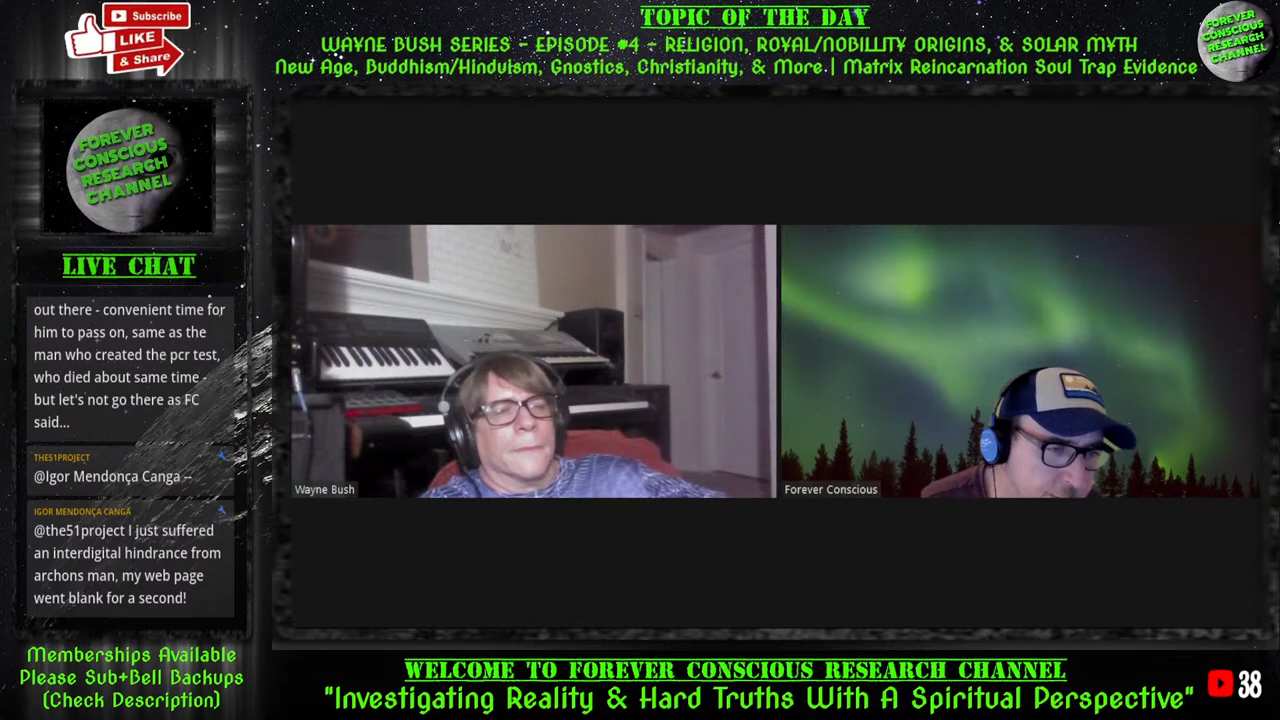 Subscribe
LIKE
& Share
TOPIC OF THE DAY
WAYNE BUSH SERIES - EPISODE #4 - RELIGION, ROYAL/NOBILLITY ORIGINS, & SOLAR MYTH
New Age, Buddhism/Hinduism, Gnostics, Christianity, & More | Matrix Reincarnation Soul Trap Evidence
FOREVER
CONSCIOUS
RESEARCH
CHANNEL
FOREVER
CONSCIOUS
RESEARCH
CHANNEL
LIVE CHAT
out there - convenient time for
him to pass on, same as the
man who created the pcr test,
who died about same time -
but let's not go there as FC
said...
THE51PROJECT
@Igor Mendonça Canga --
IGOR MENDONÇA CANGA
@the51project I just suffered
an interdigital hindrance from
archons man, my web page
went blank for a second!
Wayne Bush
Forever Conscious
Memberships Available
Please Sub+Bell Backups
(Check Description)
WELCOME TO FOREVER CONSCIOUS RESEARCH CHANNEL
"Investigating Reality & Hard Truths With A Spiritual Perspective"
38